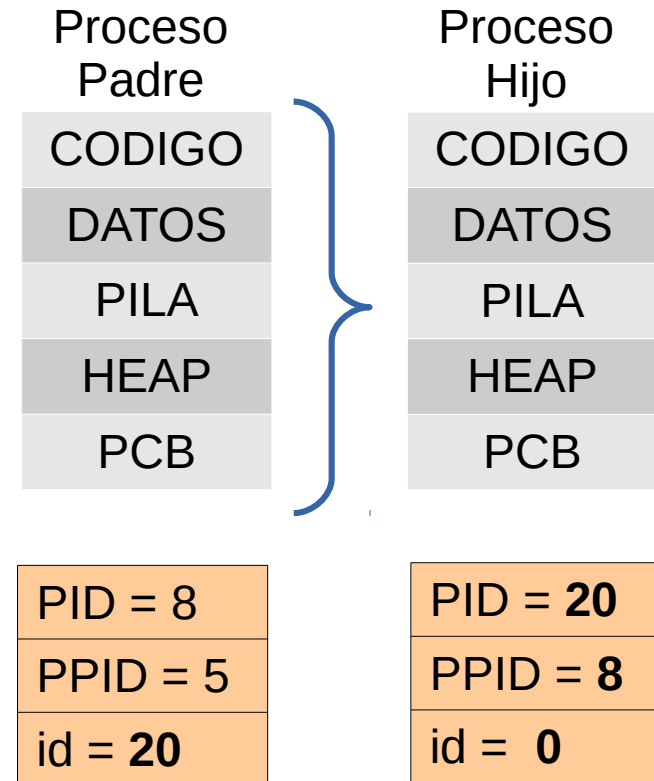 Proceso
Padre
CODIGO
DATOS
PILA
HEAP
PCB
PID = 8
PPID = 5
id = 20
Proceso
Hijo
CODIGO
DATOS
PILA
HEAP
PCB
PID = 20
PPID = 8
id = 0